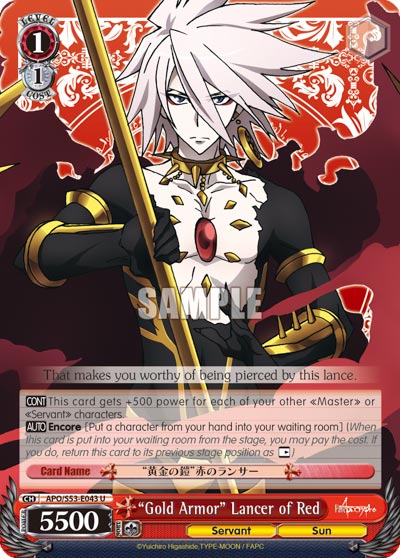 LEVEL
1
1
COST
SAMPLE
That makes you worthy of being pierced by this lance.
CONT This card gets +500 power for each of your other «Master» or
«Servant» characters.
AUTO Encore [Put a character from your hand into your waiting room] (When
this card is put into your waiting room from the stage, you may pay the cost. If
you do, return this card to its previous stage position as Rest)
Card Name
“黄金の鎧”赤のランサー
CH APO/S53-E043 U
“Gold Armor” Lancer of Red
Fate/Apocrypha
POWER
5500
SOUL
Servant
Sun
©Yuichiro Higashide,TYPE-MOON / FAPC